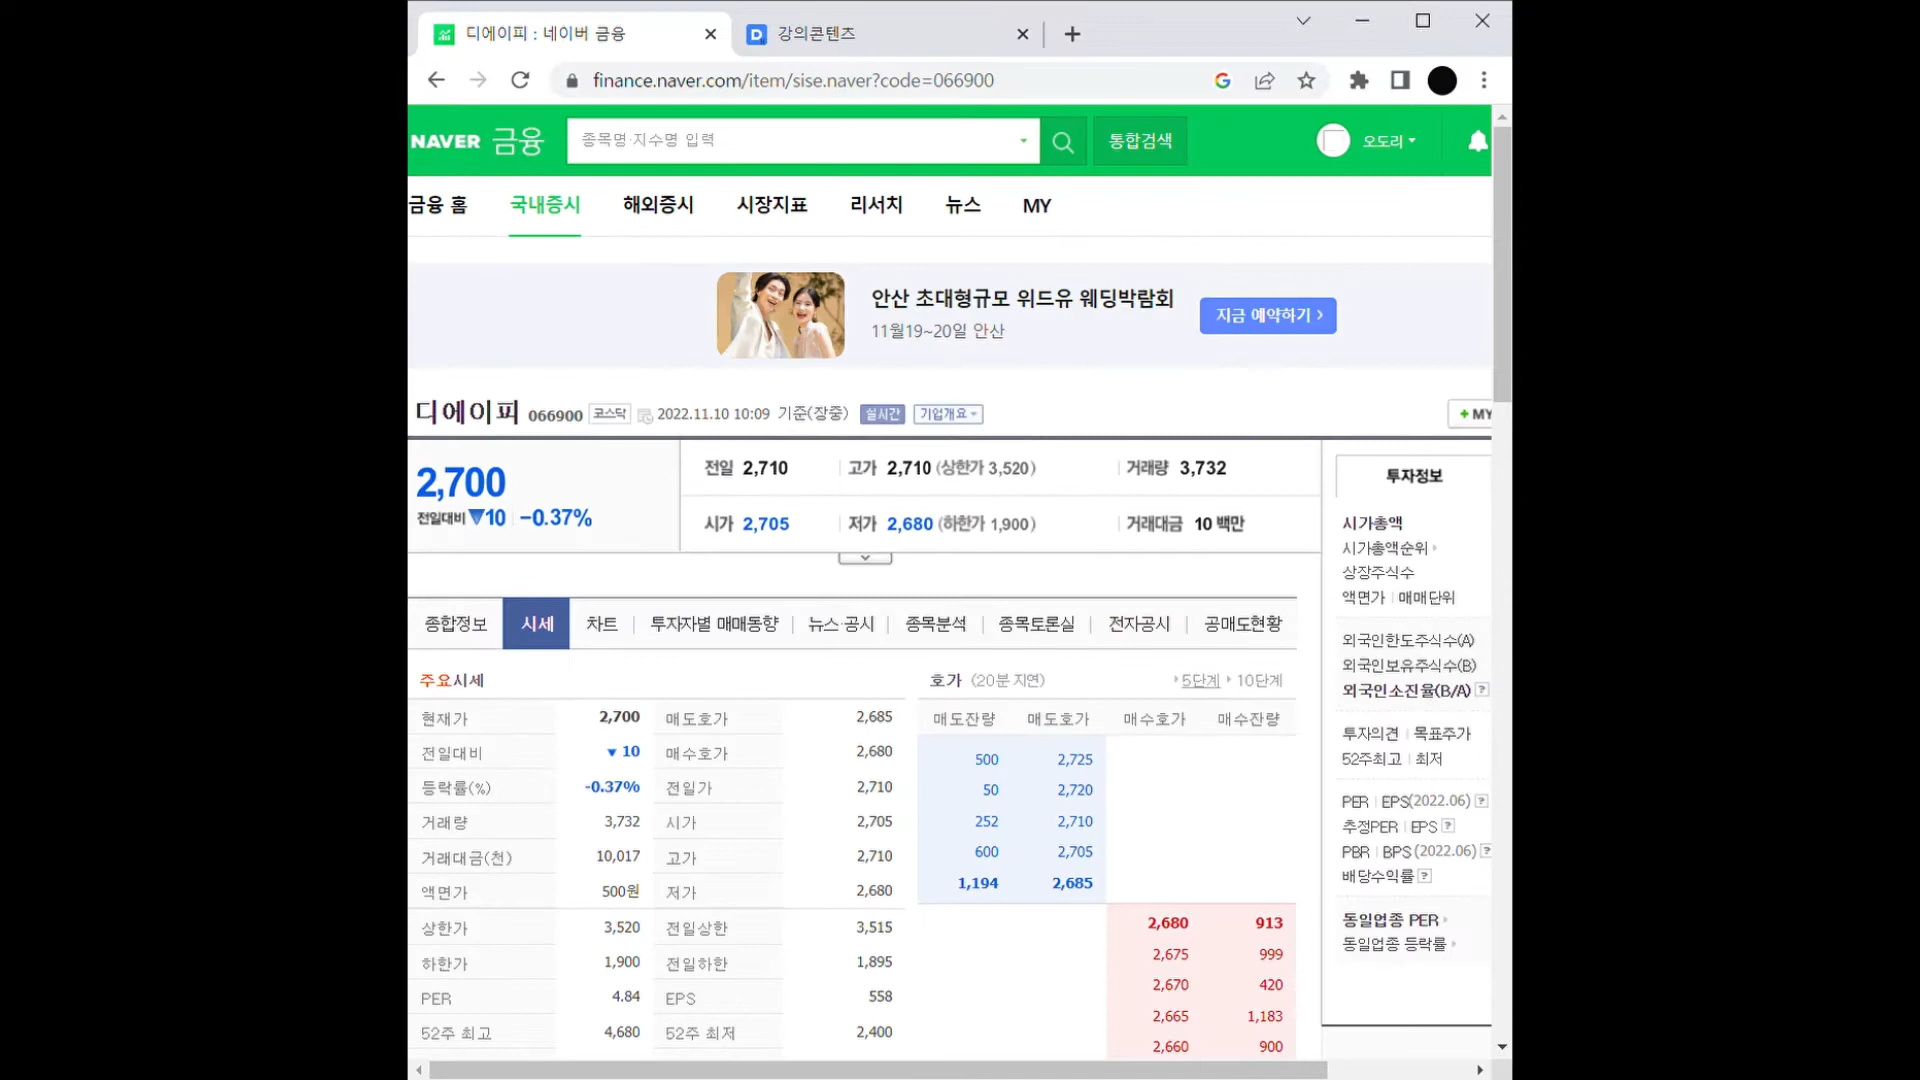 디에이피 : 네이버 금융
강의콘텐츠
finance.naver.com/item/sise.naver?code=066900
NAVER 금융
종목명·지수명 입력
통합검색
오도리
금융 홈 국내증시 해외증시 시장지표 리서치 뉴스 MY
안산 초대형규모 위드유 웨딩박람회
11월19~20일 안산
지금 예약하기 ›
디에이피 066900 코스닥 2022.11.10 10:09 기준(장중) 실시간 기업개요
+ MY
2,700
전일대비 ▼10 -0.37%
전일 2,710 고가 2,710 (상한가 3,520) 거래량 3,732
시가 2,705 저가 2,680 (하한가 1,900) 거래대금 10 백만
종합정보 시세 차트 투자자별 매매동향 뉴스·공시 종목분석 종목토론실 전자공시 공매도현황
주요시세
현재가 2,700 매도호가 2,685
전일대비 ▼ 10 매수호가 2,680
등락률(%) -0.37% 전일가 2,710
거래량 3,732 시가 2,705
거래대금(천) 10,017 고가 2,710
액면가 500원 저가 2,680
상한가 3,520 전일상한 3,515
하한가 1,900 전일하한 1,895
PER 4.84 EPS 558
52주 최고 4,680 52주 최저 2,400
호가 (20분 지연) 5단계 10단계
매도잔량 매도호가 매수호가 매수잔량
500 2,725
50 2,720
252 2,710
600 2,705
1,194 2,685
2,680 913
2,675 999
2,670 420
2,665 1,183
2,660 900
투자정보
시가총액
시가총액순위
상장주식수
액면가 | 매매단위
외국인한도주식수(A)
외국인보유주식수(B)
외국인소진율(B/A) ?
투자의견 | 목표주가
52주최고 | 최저
PER | EPS(2022.06) ?
추정PER | EPS ?
PBR | BPS (2022.06) ?
배당수익률 ?
동일업종 PER
동일업종 등락률